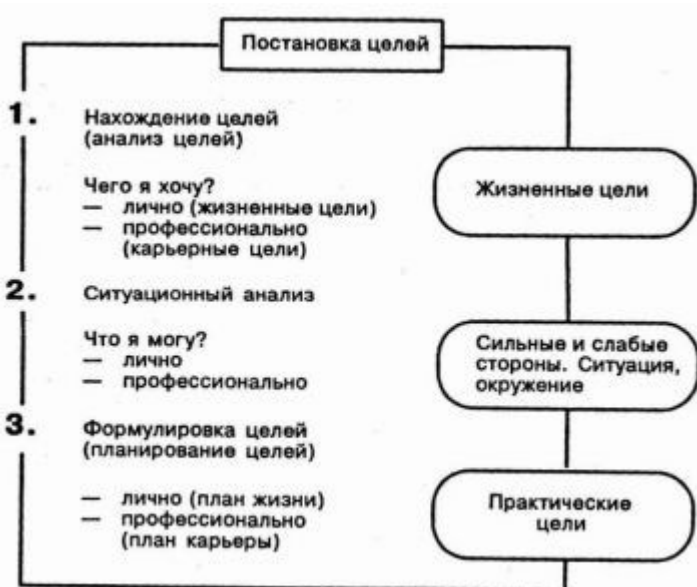 Постановка целей
1. Нахождение целей
(анализ целей)
Чего я хочу?
— лично (жизненные цели)
— профессионально
(карьерные цели)
Жизненные цели
2. Ситуационный анализ
Что я могу?
— лично
— профессионально
Сильные и слабые
стороны. Ситуация,
окружение
3. Формулировка целей
(планирование целей)
— лично (план жизни)
— профессионально
(план карьеры)
Практические
цели